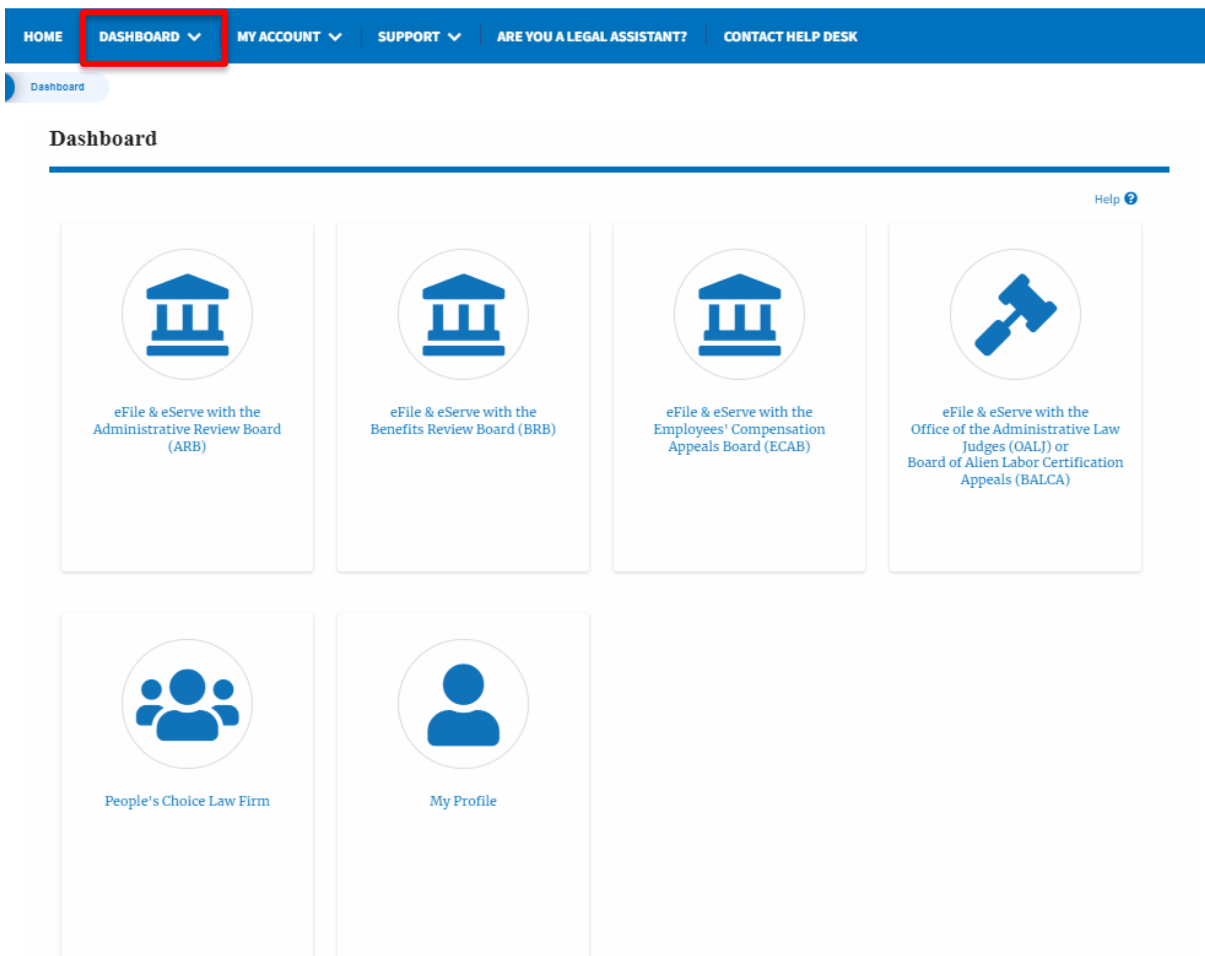 HOME DASHBOARD MY ACCOUNT SUPPORT ARE YOU A LEGAL ASSISTANT? CONTACT HELP DESK
Dashboard
Dashboard
Help ?
eFile & eServe with the
Administrative Review Board
(ARB)
eFile & eServe with the
Benefits Review Board (BRB)
eFile & eServe with the
Employees' Compensation
Appeals Board (ECAB)
eFile & eServe with the
Office of the Administrative Law
Judges (OALJ) or
Board of Alien Labor Certification
Appeals (BALCA)
People's Choice Law Firm
My Profile